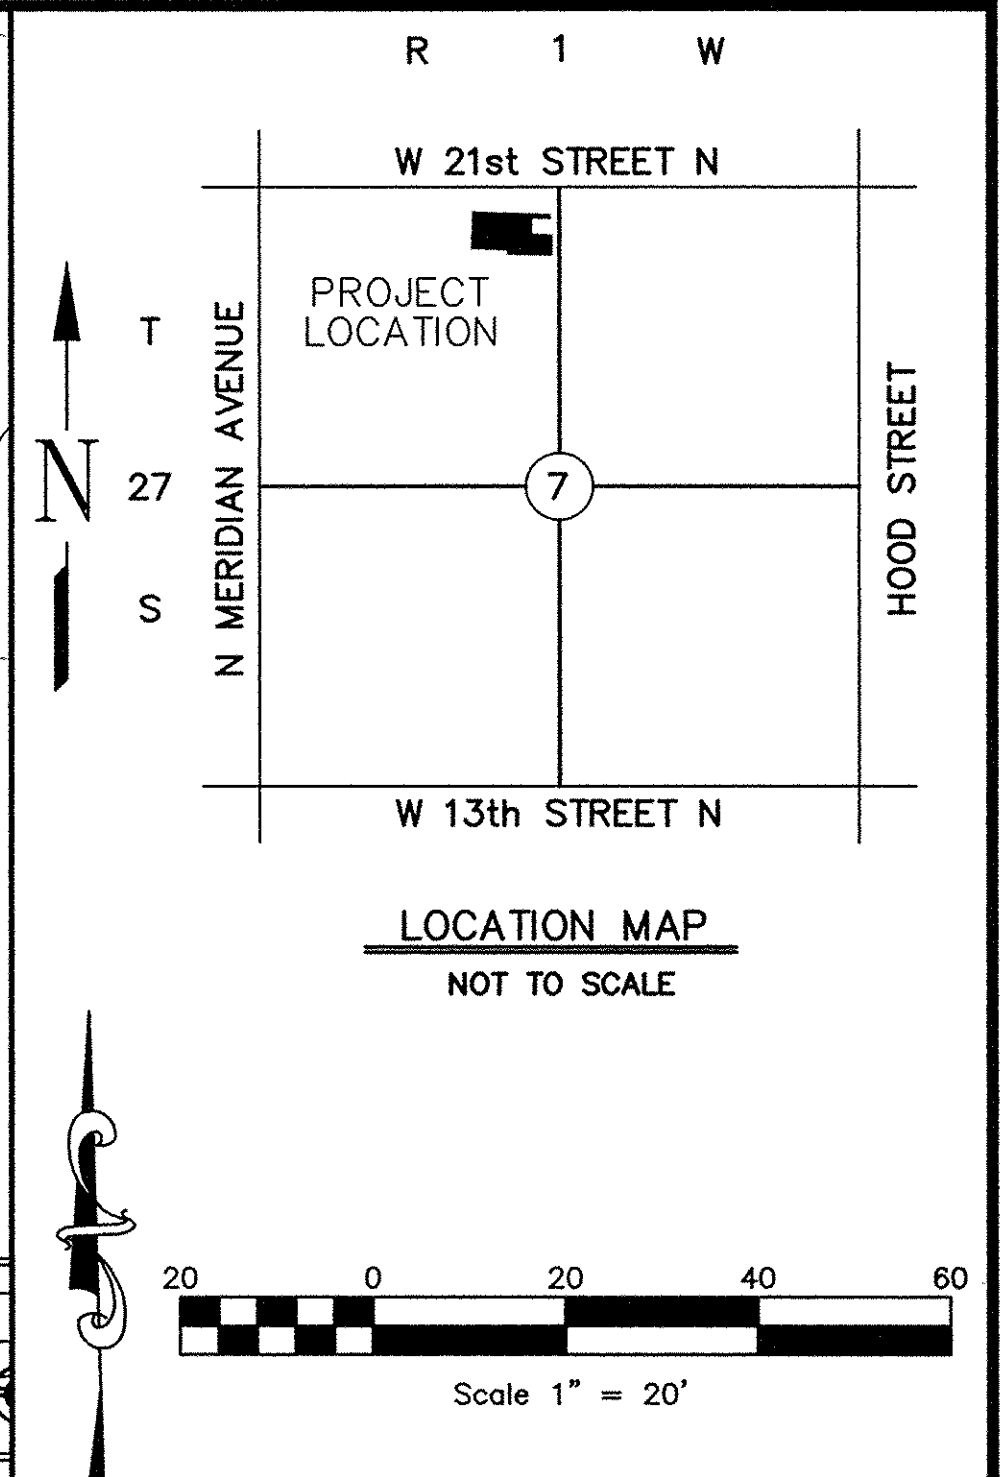 R 1 W
W 21st STREET N
PROJECT
LOCATION
T
27
S
N
N MERIDIAN AVENUE
7
HOOD STREET
W 13th STREET N
LOCATION MAP
NOT TO SCALE
20 0 20 40 60
Scale 1" = 20'